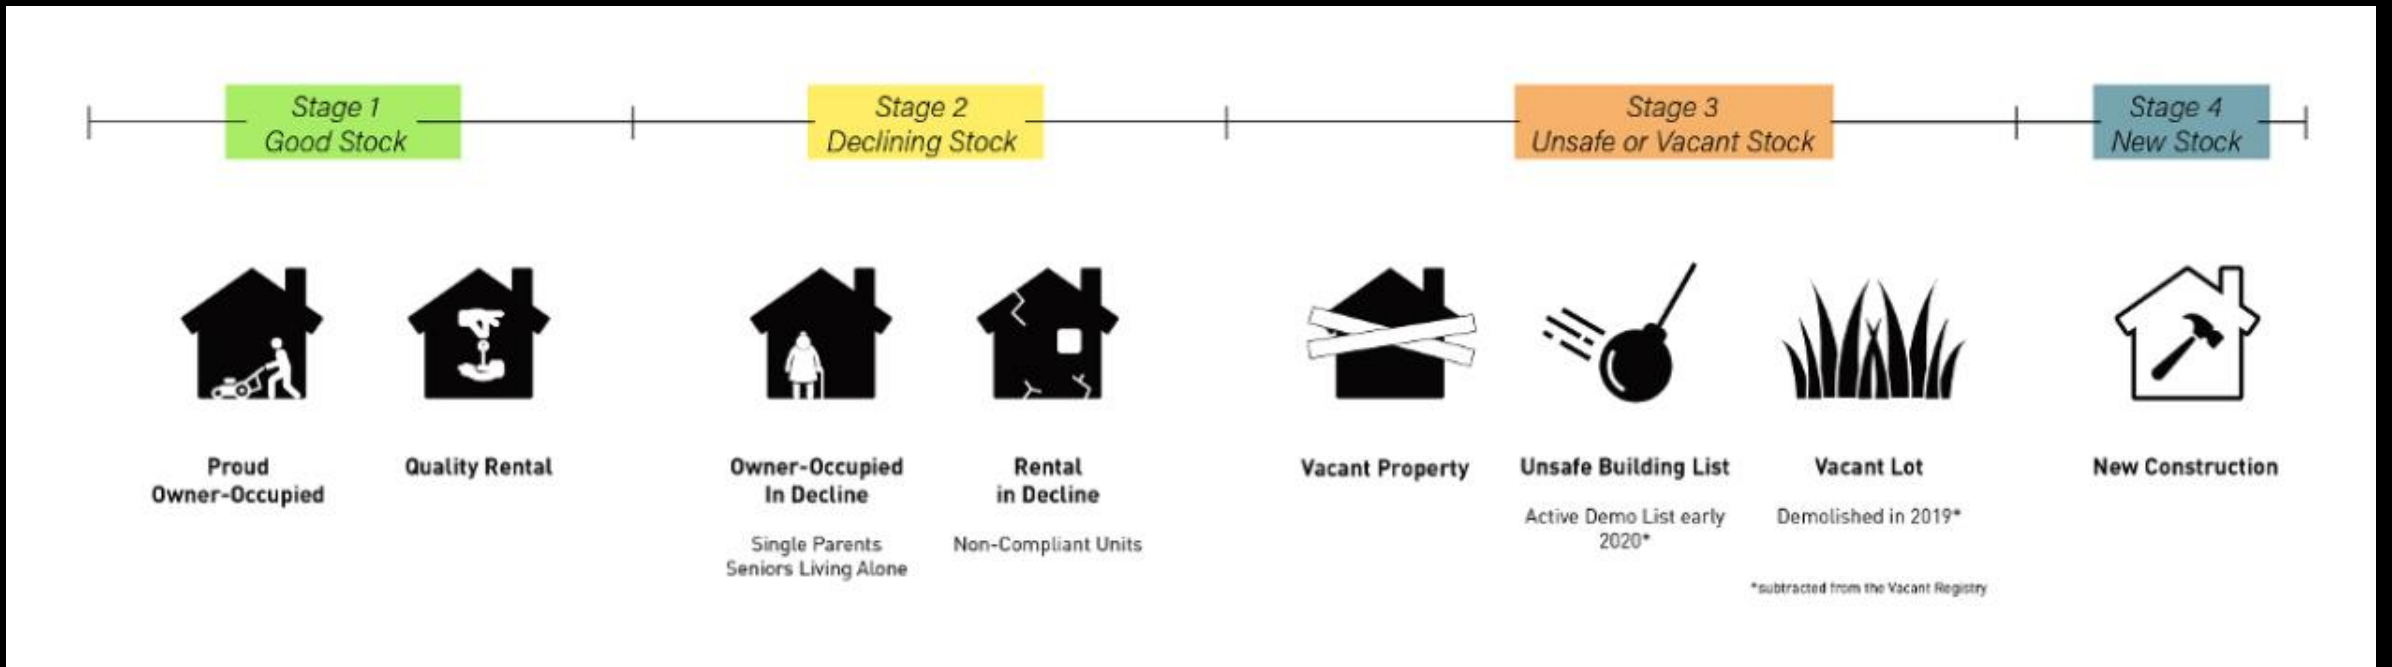 Stage 1
Good Stock
Stage 2
Declining Stock
Stage 3
Unsafe or Vacant Stock
Stage 4
New Stock
Proud
Owner-Occupied
Quality Rental
Owner-Occupied
In Decline
Single Parents
Seniors Living Alone
Rental
in Decline
Non-Compliant Units
Vacant Property
Unsafe Building List
Active Demo List early
2020*
Vacant Lot
Demolished in 2019*
*subtracted from the Vacant Registry
New Construction